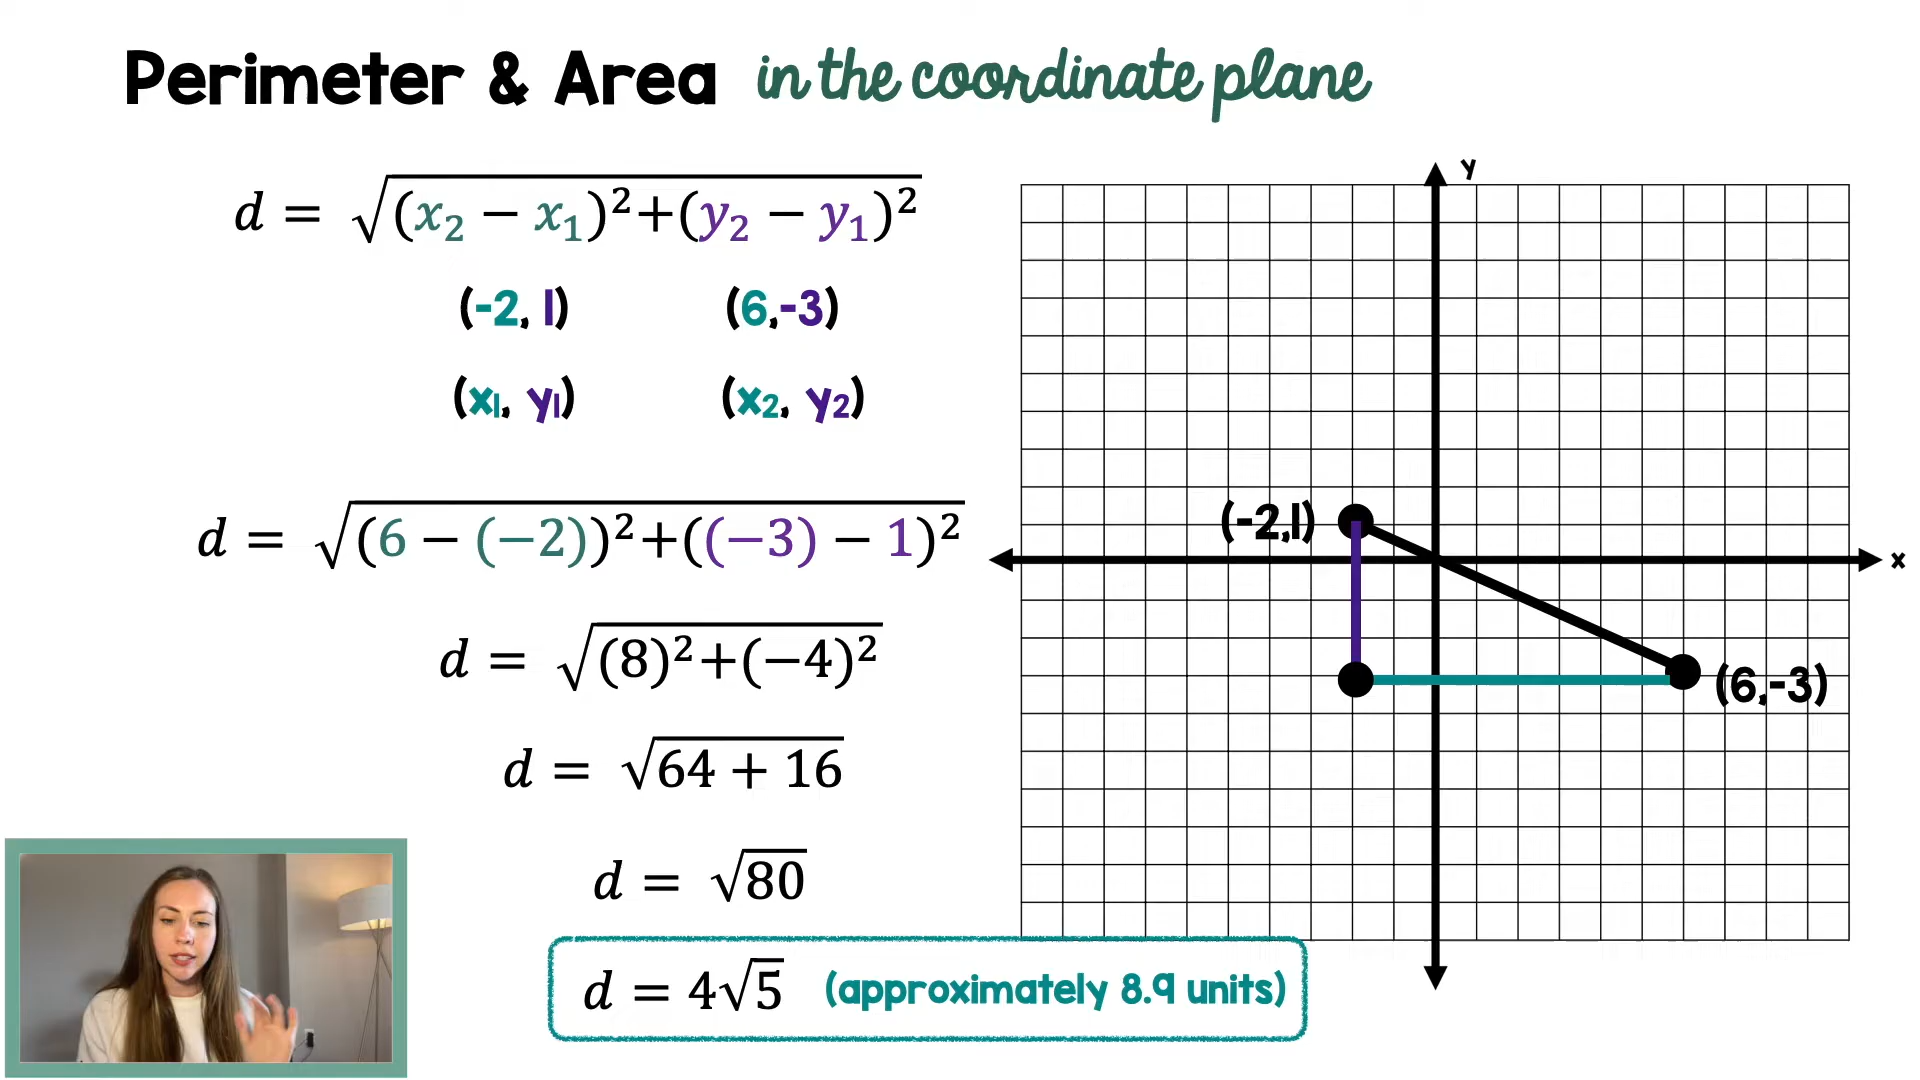 Perimeter & Area in the coordinate plane
d = √(x₂ − x₁)²+(y₂ − y₁)²
(-2, 1) (6,-3)
(x₁, y₁) (x₂, y₂)
d = √(6 − (−2))²+((−3) − 1)²
d = √(8)²+(−4)²
d = √64 + 16
d = √80
d = 4√5 (approximately 8.9 units)
y
(-2,1)
x
(6,-3)